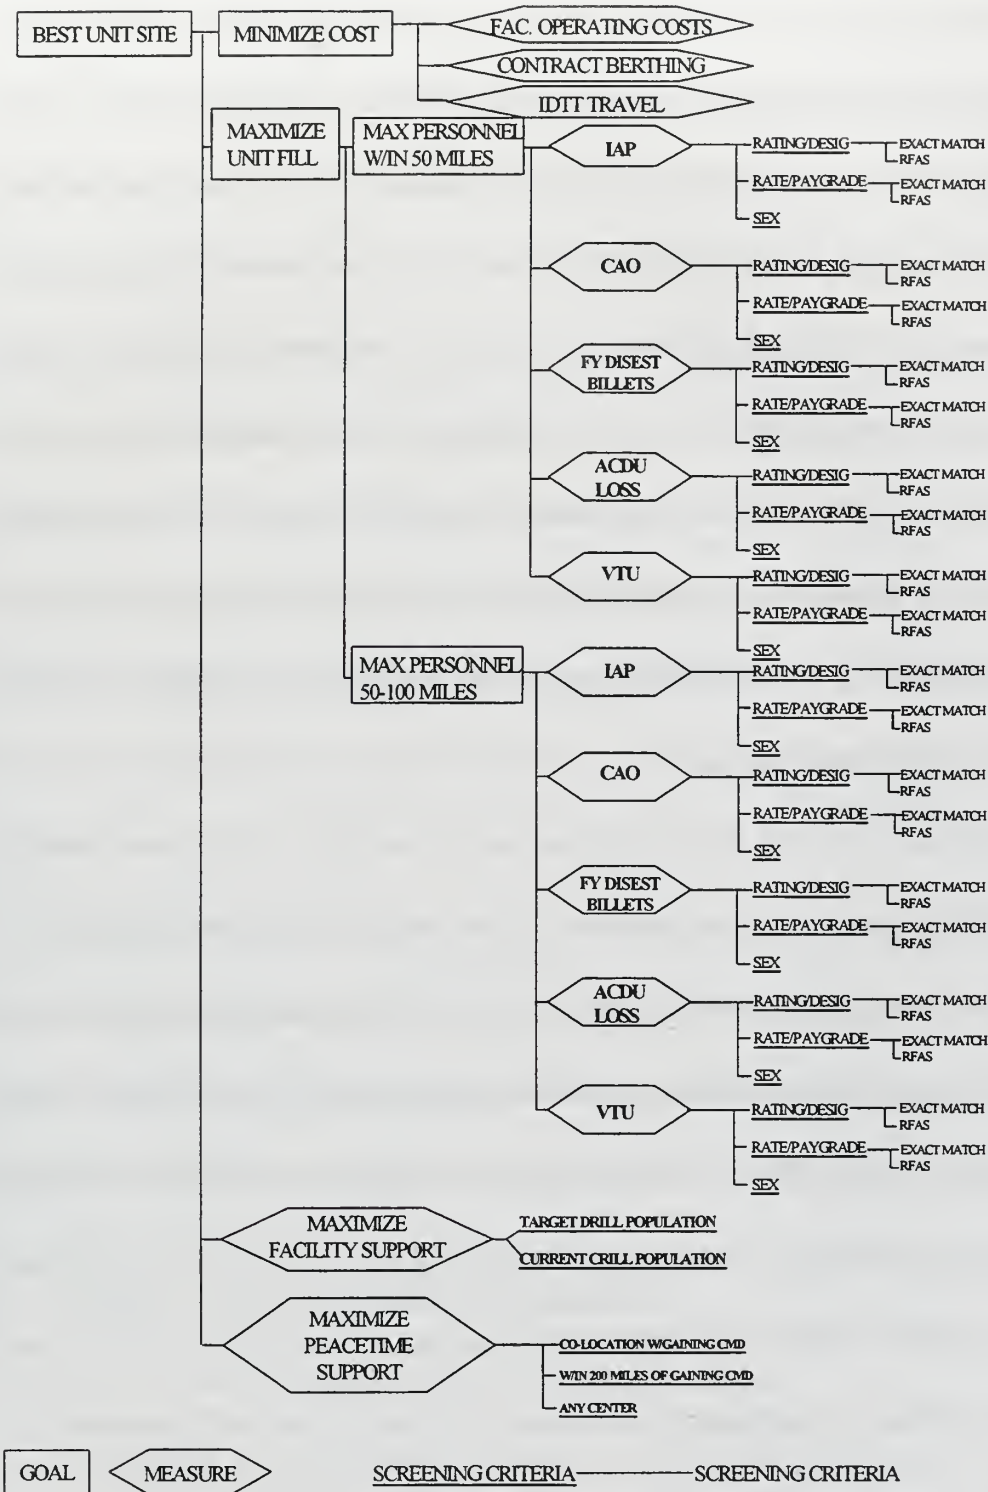 BEST UNIT SITE
MINIMIZE COST
FAC. OPERATING COSTS
CONTRACT BERTHING
IDTT TRAVEL
MAXIMIZE
UNIT FILL
MAX PERSONNEL
W/IN 50 MILES
IAP
RATING/DESIG
EXACT MATCH
RFAS
RATE/PAYGRADE
EXACT MATCH
RFAS
SEX
CAO
RATING/DESIG
EXACT MATCH
RFAS
RATE/PAYGRADE
EXACT MATCH
RFAS
SEX
FY DISEST
BILLETS
RATING/DESIG
EXACT MATCH
RFAS
RATE/PAYGRADE
EXACT MATCH
RFAS
SEX
ACDU
LOSS
RATING/DESIG
EXACT MATCH
RFAS
RATE/PAYGRADE
EXACT MATCH
RFAS
SEX
VTU
RATING/DESIG
EXACT MATCH
RFAS
RATE/PAYGRADE
EXACT MATCH
RFAS
SEX
MAX PERSONNEL
50-100 MILES
IAP
RATING/DESIG
EXACT MATCH
RFAS
RATE/PAYGRADE
EXACT MATCH
RFAS
SEX
CAO
RATING/DESIG
EXACT MATCH
RFAS
RATE/PAYGRADE
EXACT MATCH
RFAS
SEX
FY DISEST
BILLETS
RATING/DESIG
EXACT MATCH
RFAS
RATE/PAYGRADE
EXACT MATCH
RFAS
SEX
ACDU
LOSS
RATING/DESIG
EXACT MATCH
RFAS
RATE/PAYGRADE
EXACT MATCH
RFAS
SEX
VTU
RATING/DESIG
EXACT MATCH
RFAS
RATE/PAYGRADE
EXACT MATCH
RFAS
SEX
MAXIMIZE
FACILITY SUPPORT
TARGET DRILL POPULATION
CURRENT CRILL POPULATION
MAXIMIZE
PEACETIME
SUPPORT
CO-LOCATION W/GAINING CMD
W/IN 200 MILES OF GAINING CMD
ANY CENTER
GOAL
MEASURE
SCREENING CRITERIA
SCREENING CRITERIA